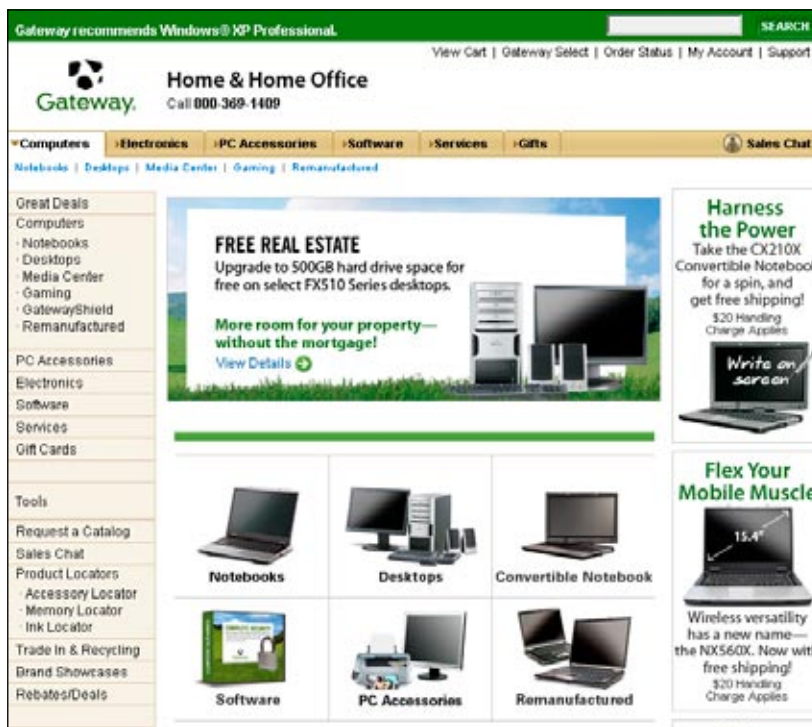 Gateway recommends Windows® XP Professional.
SEARCH
View Cart | Gateway Select | Order Status | My Account | Support
Gateway.
Home & Home Office
Call 800-369-1409
Computers
Electronics
PC Accessories
Software
Services
Gifts
Sales Chat
Notebooks | Desktops | Media Center | Gaming | Remanufactured
Great Deals
Computers
· Notebooks
· Desktops
· Media Center
· Gaming
· GatewayShield
· Remanufactured
PC Accessories
Electronics
Software
Services
Gift Cards
Tools
Request a Catalog
Sales Chat
Product Locators
· Accessory Locator
· Memory Locator
· Ink Locator
Trade In & Recycling
Brand Showcases
Rebates/Deals
FREE REAL ESTATE
Upgrade to 500GB hard drive space for
free on select FX510 Series desktops.
More room for your property—
without the mortgage!
View Details
Notebooks
Desktops
Convertible Notebook
Software
PC Accessories
Remanufactured
Harness
the Power
Take the CX210X
Convertible Notebook
for a spin, and
get free shipping!
$20 Handling
Charge Applies
Write on
screen
Flex Your
Mobile Muscle
15.4"
Wireless versatility
has a new name—
the NX560X. Now with
free shipping!
$20 Handling
Charge Applies